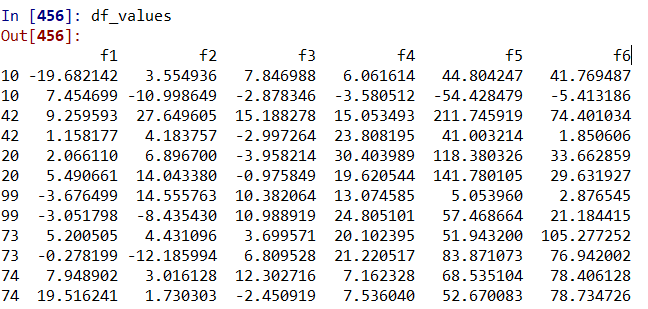 In [456]: df_values
Out[456]:
f1 f2 f3 f4 f5 f6
10 -19.682142 3.554936 7.846988 6.061614 44.804247 41.769487
10 7.454699 -10.998649 -2.878346 -3.580512 -54.428479 -5.413186
42 9.259593 27.649605 15.188278 15.053493 211.745919 74.401034
42 1.158177 4.183757 -2.997264 23.808195 41.003214 1.850606
20 2.066110 6.896700 -3.958214 30.403989 118.380326 33.662859
20 5.490661 14.043380 -0.975849 19.620544 141.780105 29.631927
99 -3.676499 14.555763 10.382064 13.074585 5.053960 2.876545
99 -3.051798 -8.435430 10.988919 24.805101 57.468664 21.184415
73 5.200505 4.431096 3.699571 20.102395 51.943200 105.277252
73 -0.278199 -12.185994 6.809528 21.220517 83.871073 76.942002
74 7.948902 3.016128 12.302716 7.162328 68.535104 78.406128
74 19.516241 1.730303 -2.450919 7.536040 52.670083 78.734726